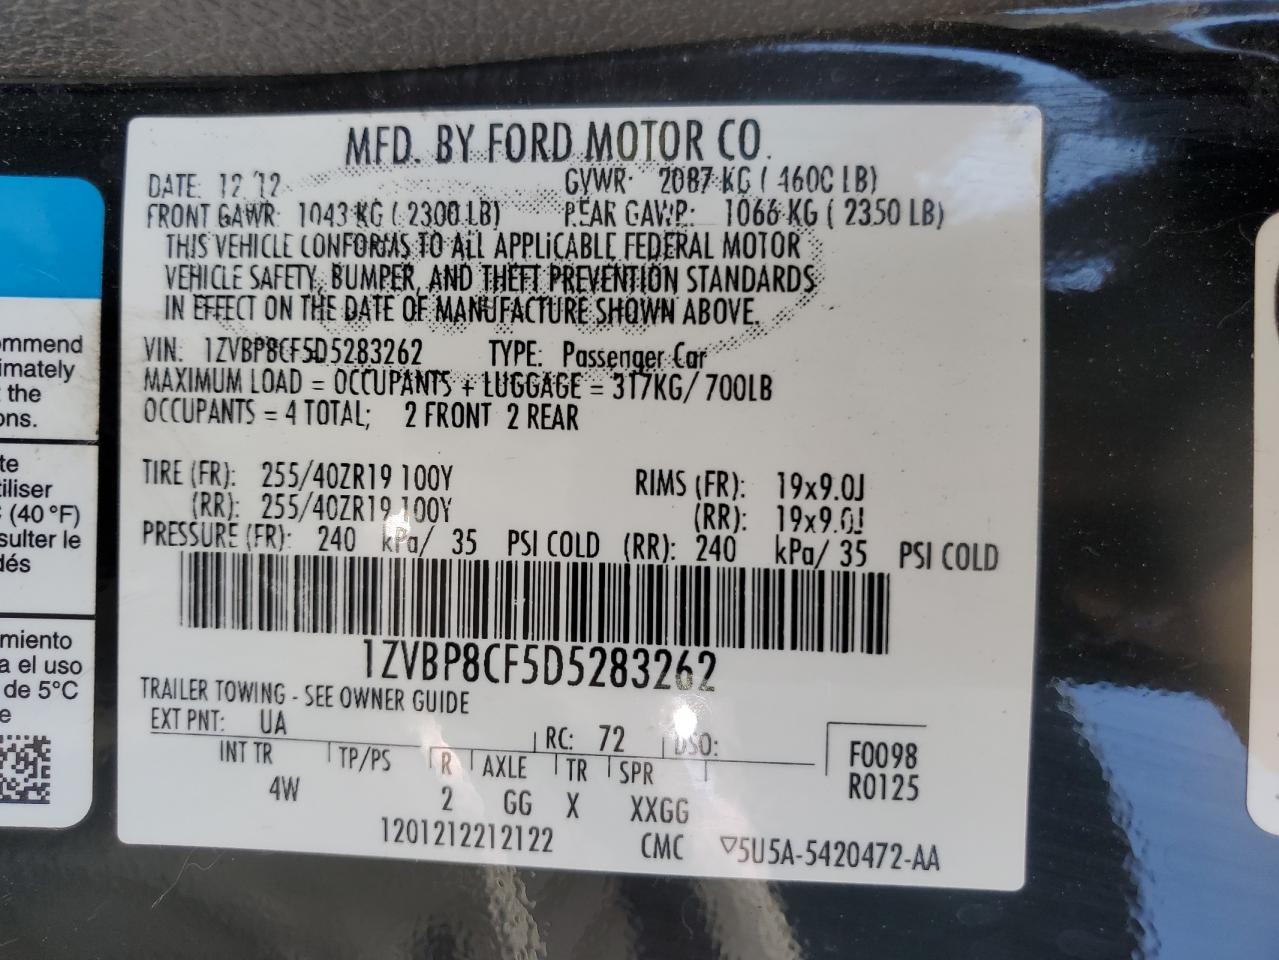 MFD. BY FORD MOTOR CO.
DATE: 12 12 GVWR: 2087 KG ( 4600 LB)
FRONT GAWR: 1043 KG ( 2300 LB) REAR GAWR: 1066 KG ( 2350 LB)
THIS VEHICLE CONFORMS TO ALL APPLICABLE FEDERAL MOTOR
VEHICLE SAFETY, BUMPER, AND THEFT PREVENTION STANDARDS
IN EFFECT ON THE DATE OF MANUFACTURE SHOWN ABOVE.
VIN: 1ZVBP8CF5D5283262 TYPE: Passenger Car
MAXIMUM LOAD = OCCUPANTS + LUGGAGE = 317KG/ 700LB
OCCUPANTS = 4 TOTAL; 2 FRONT 2 REAR
TIRE (FR): 255/40ZR19 100Y RIMS (FR): 19x9.0J
(RR): 255/40ZR19 100Y (RR): 19x9.0J
PRESSURE (FR): 240 kPa/ 35 PSI COLD (RR): 240 kPa/ 35 PSI COLD
1ZVBP8CF5D5283262
TRAILER TOWING - SEE OWNER GUIDE
EXT PNT: UA RC: 72 DSO:
INT TR TP/PS R AXLE TR SPR F0098
4W 2 GG X XXGG R0125
1201212212122 CMC ▽5U5A-5420472-AA
ommend
imately
the
ons.
te
tiliser
(40 °F)
sulter le
dés
miento
a el uso
de 5°C
e